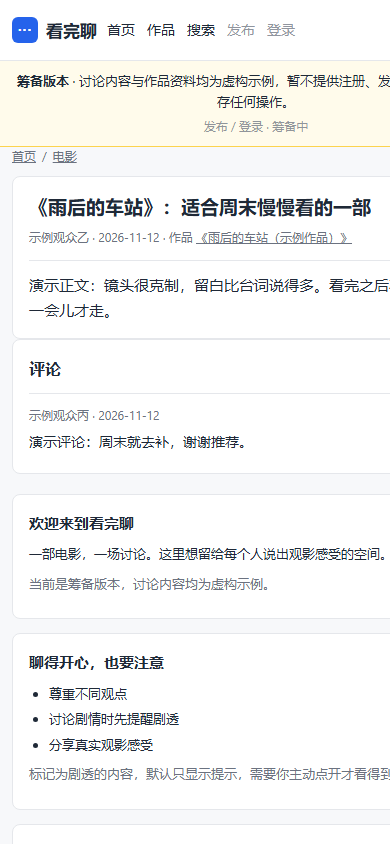 看完聊 首页 作品 搜索 发布 登录
筹备版本 · 讨论内容与作品资料均为虚构示例，暂不提供注册、发
存任何操作。
发布 / 登录 · 筹备中
首页 / 电影
《雨后的车站》：适合周末慢慢看的一部
示例观众乙 · 2026-11-12 · 作品 《雨后的车站（示例作品）》
演示正文：镜头很克制，留白比台词说得多。看完之后
一会儿才走。
评论
示例观众丙 · 2026-11-12
演示评论：周末就去补，谢谢推荐。
欢迎来到看完聊
一部电影，一场讨论。这里想留给每个人说出观影感受的空间。
当前是筹备版本，讨论内容均为虚构示例。
聊得开心，也要注意
尊重不同观点
讨论剧情时先提醒剧透
分享真实观影感受
标记为剧透的内容，默认只显示提示，需要你主动点开才看得到